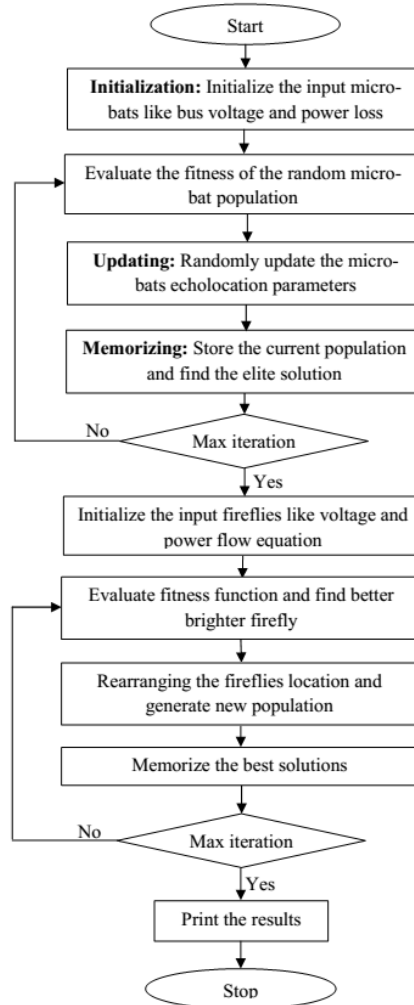 Start
Initialization: Initialize the input micro-
bats like bus voltage and power loss
Evaluate the fitness of the random micro-
bat population
Updating: Randomly update the micro-
bats echolocation parameters
Memorizing: Store the current population
and find the elite solution
No
Max iteration
Yes
Initialize the input fireflies like voltage and
power flow equation
Evaluate fitness function and find better
brighter firefly
Rearranging the fireflies location and
generate new population
Memorize the best solutions
No
Max iteration
Yes
Print the results
Stop